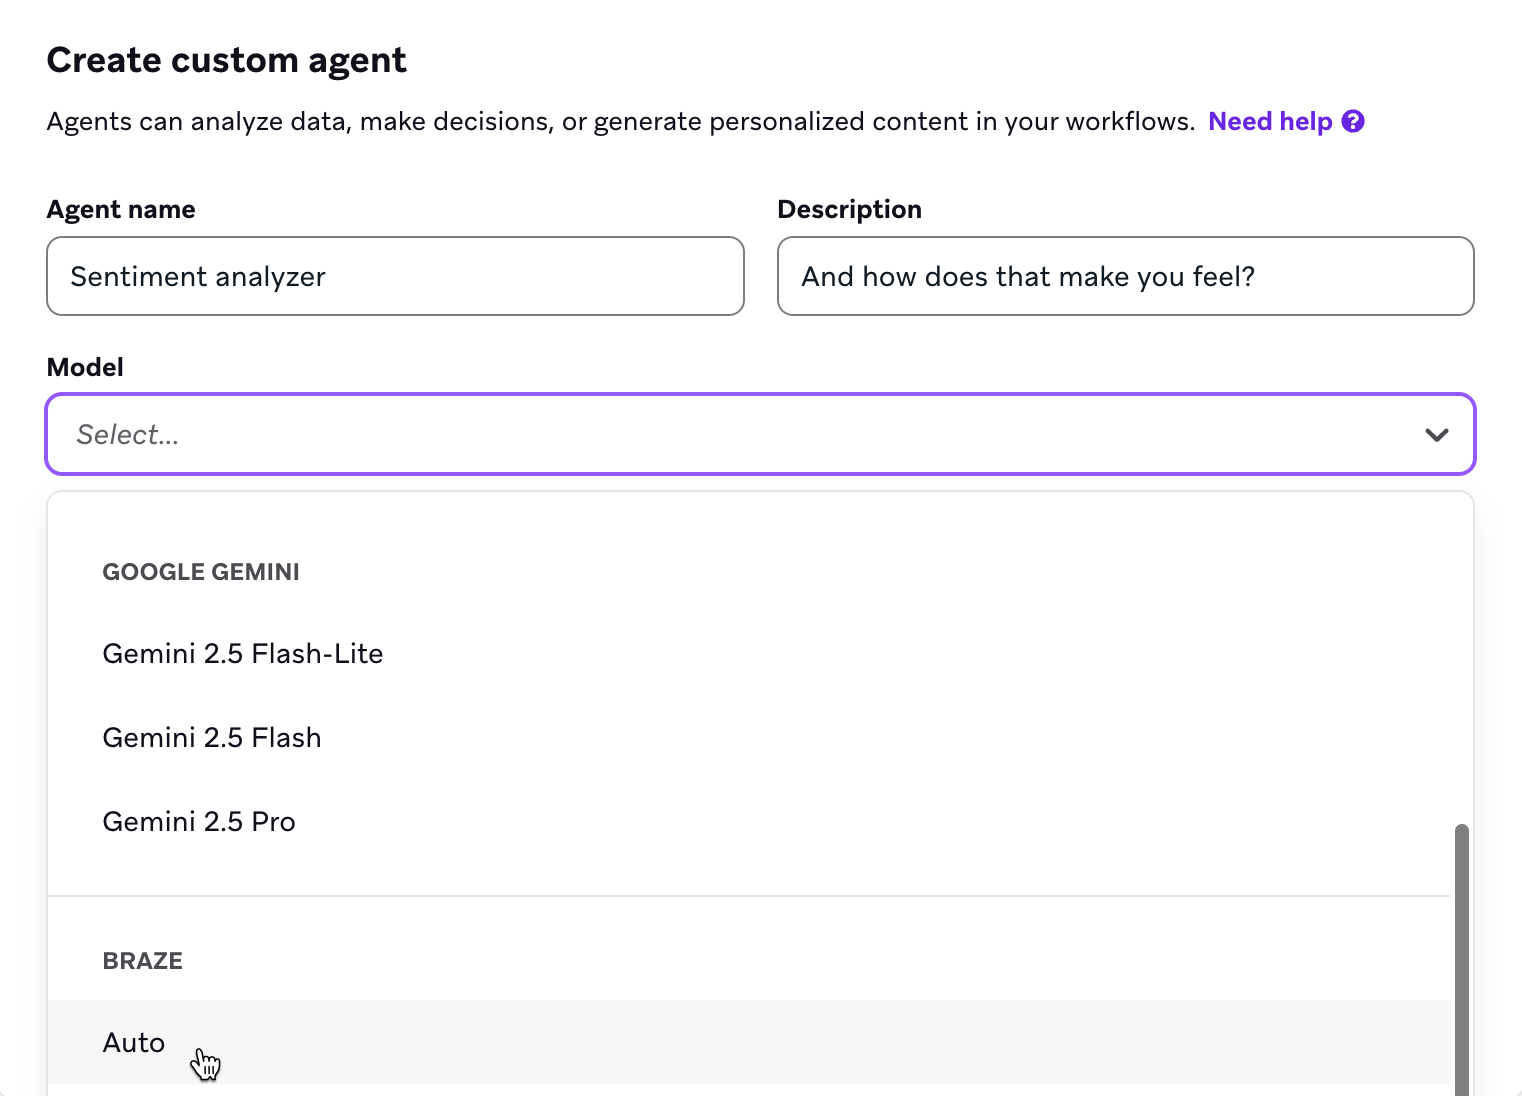 Create custom agent
Agents can analyze data, make decisions, or generate personalized content in your workflows. Need help ?
Agent name
Description
Sentiment analyzer
And how does that make you feel?
Model
Select...
GOOGLE GEMINI
Gemini 2.5 Flash-Lite
Gemini 2.5 Flash
Gemini 2.5 Pro
BRAZE
Auto